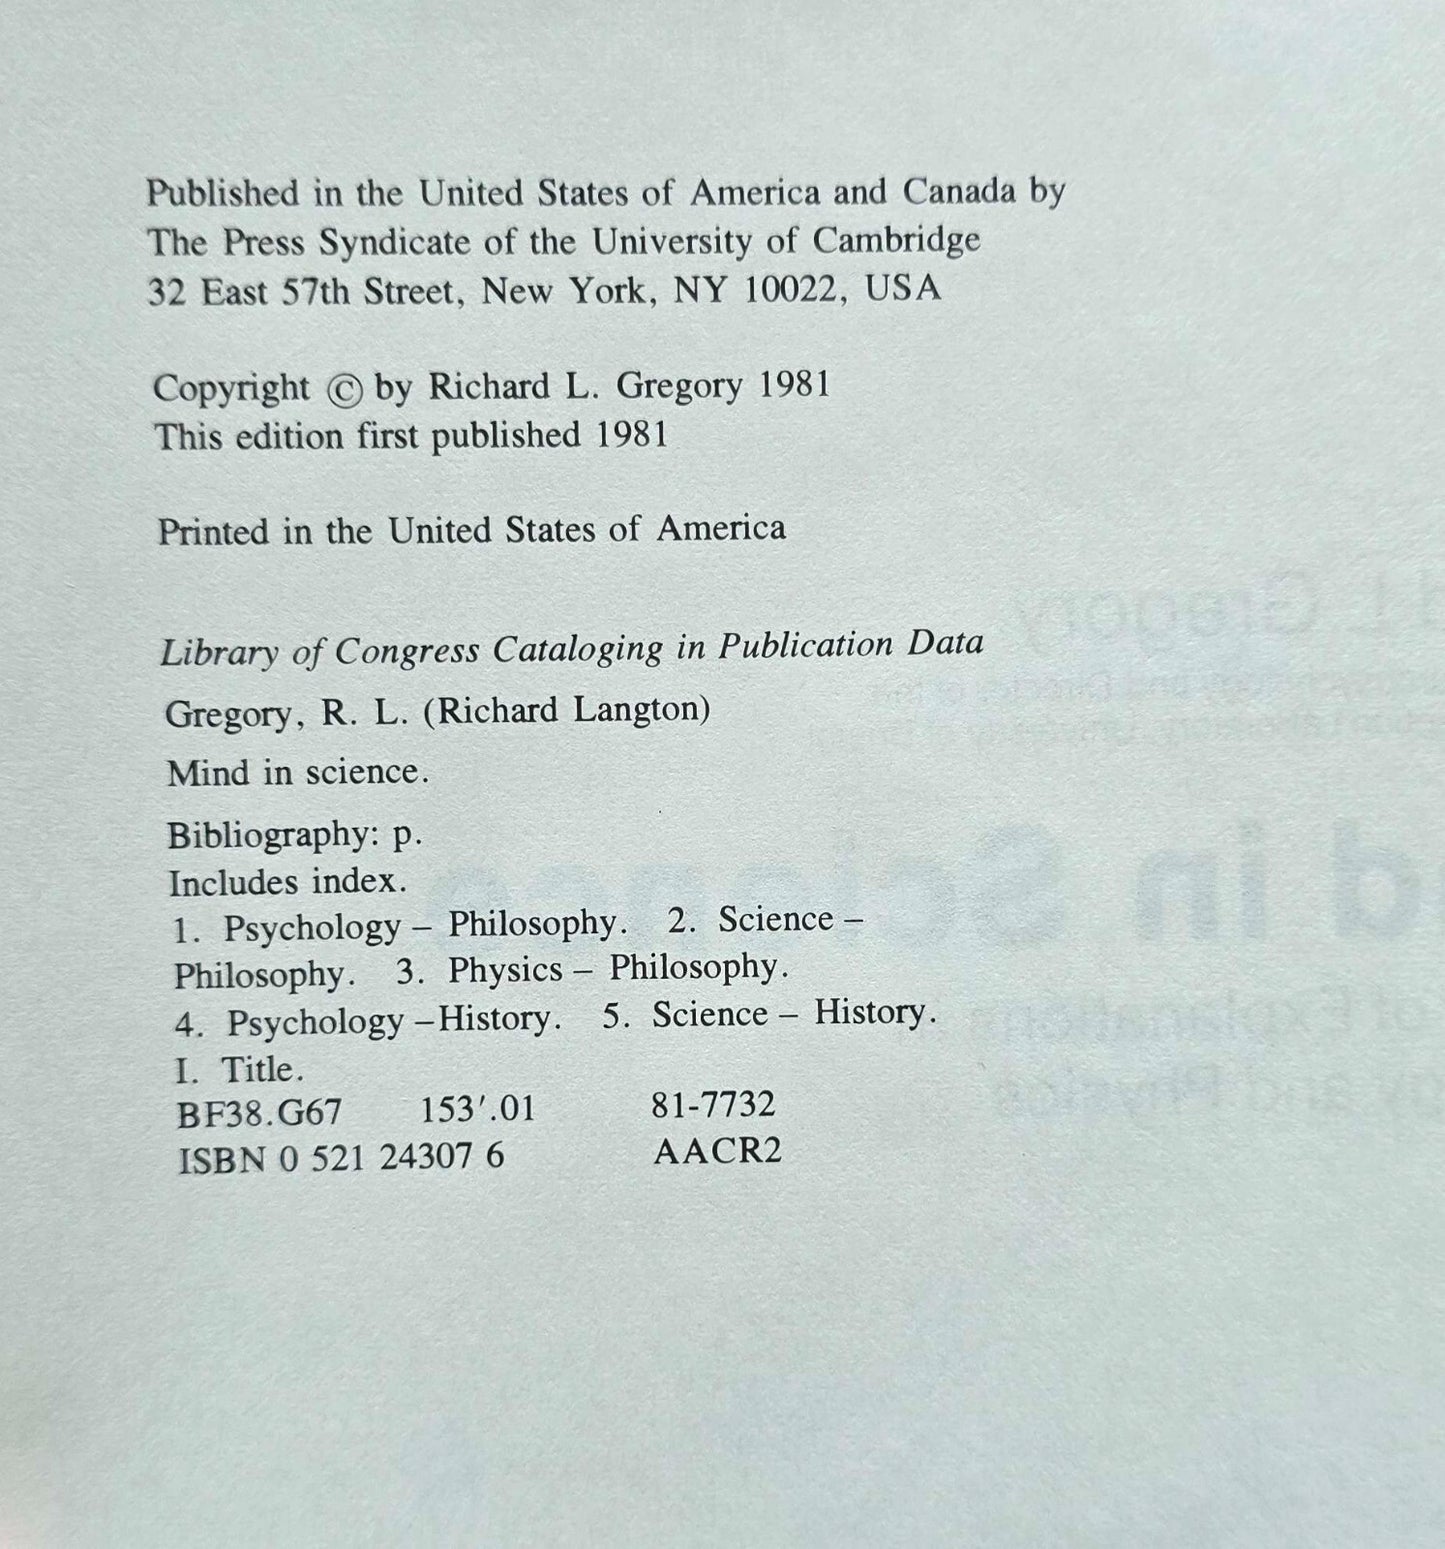 Published in the United States of America and Canada by
The Press Syndicate of the University of Cambridge
32 East 57th Street, New York, NY 10022, USA
Copyright © by Richard L. Gregory 1981
This edition first published 1981
Printed in the United States of America
Library of Congress Cataloging in Publication Data
Gregory, R. L. (Richard Langton)
Mind in science.
Bibliography: p.
Includes index.
1. Psychology – Philosophy. 2. Science –
Philosophy. 3. Physics – Philosophy.
4. Psychology –History. 5. Science – History.
I. Title.
BF38.G67 153′.01 81-7732
ISBN 0 521 24307 6 AACR2